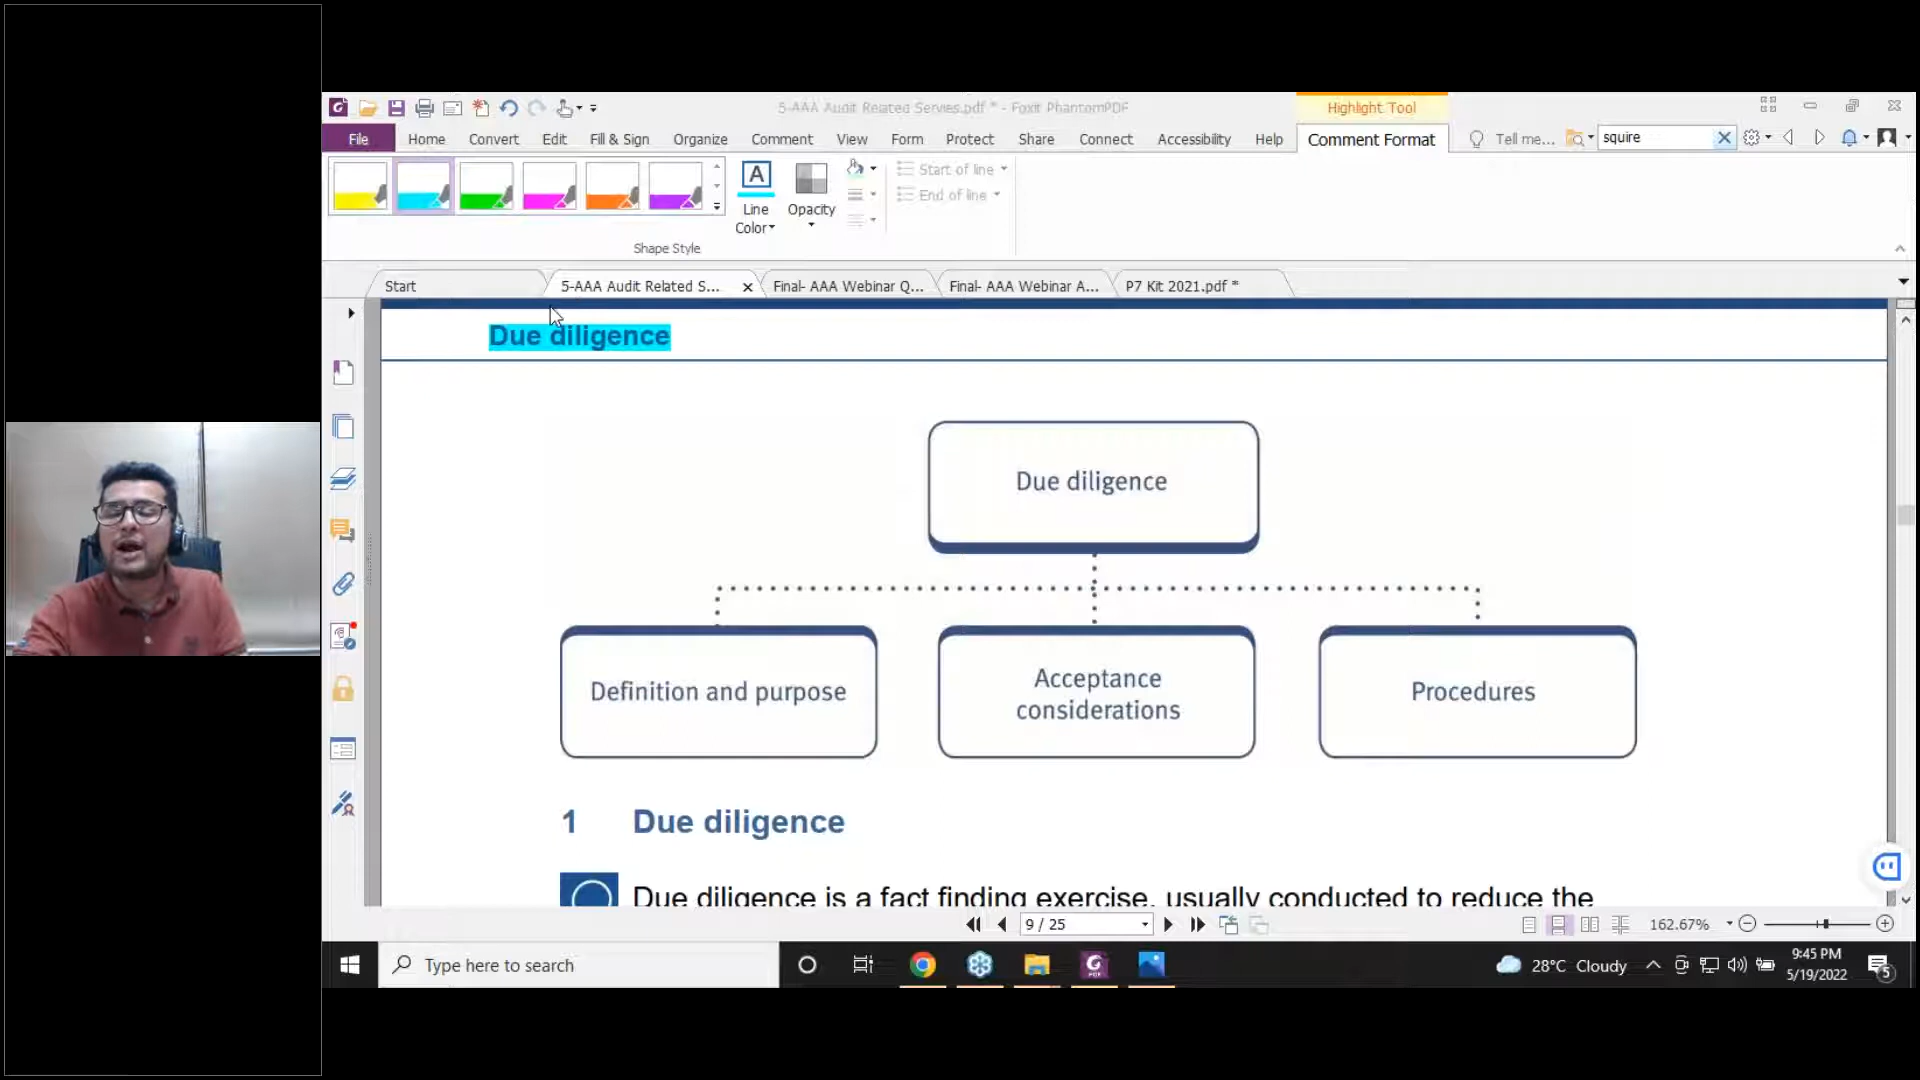 5-AAA Audit Related Servies.pdf * - Foxit PhantomPDF
Highlight Tool
File Home Convert Edit Fill & Sign Organize Comment View Form Protect Share Connect Accessibility Help Comment Format Tell me... squire
Start of line
End of line
Line Color
Opacity
Shape Style
Start
5-AAA Audit Related S...
Final- AAA Webinar Q...
Final- AAA Webinar A...
P7 Kit 2021.pdf *
Due diligence
Due diligence
Definition and purpose
Acceptance
considerations
Procedures
1 Due diligence
Due diligence is a fact finding exercise, usually conducted to reduce the
9 / 25
162.67%
Type here to search
28°C Cloudy
9:45 PM
5/19/2022
5